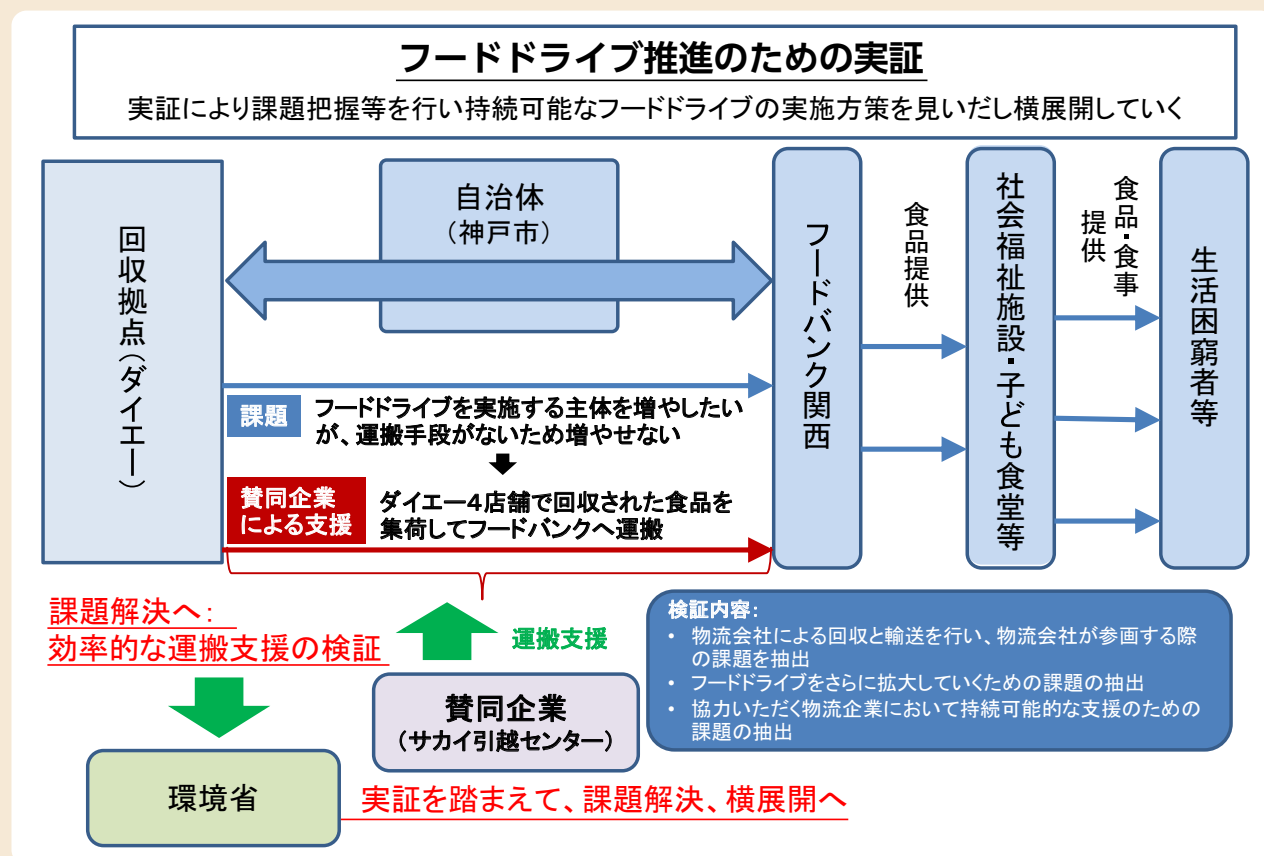 フードドライブ推進のための実証
実証により課題把握等を行い持続可能なフードドライブの実施方策を見いだし横展開していく
回収拠点(ダイエー)
自治体
(神戸市)
フードバンク関西
食品提供
社会福祉施設・子ども食堂等
食品・食事
提供
生活困窮者等
課題
フードドライブを実施する主体を増やしたい
が、運搬手段がないため増やせない
賛同企業
による支援
ダイエー4店舗で回収された食品を
集荷してフードバンクへ運搬
課題解決へ:
効率的な運搬支援の検証
運搬支援
賛同企業
(サカイ引越センター)
検証内容:
• 物流会社による回収と輸送を行い、物流会社が参画する際
の課題を抽出
• フードドライブをさらに拡大していくための課題の抽出
• 協力いただく物流企業において持続可能的な支援のための
課題の抽出
環境省
実証を踏まえて、課題解決、横展開へ